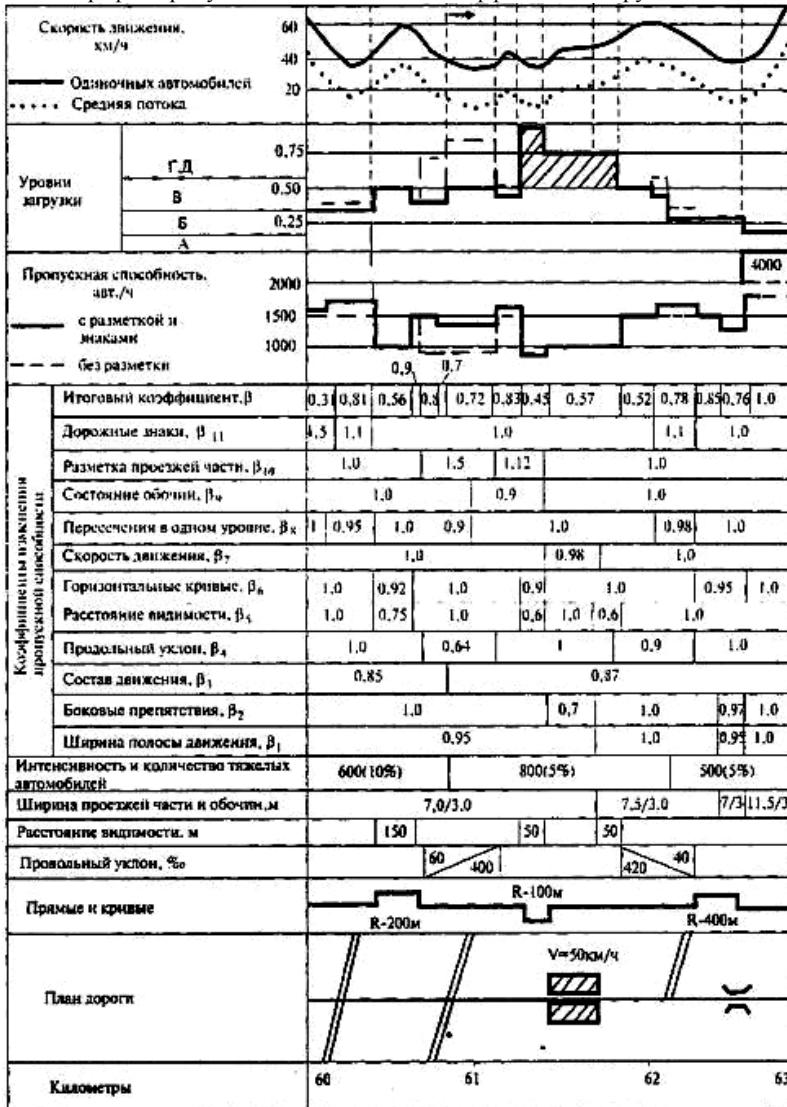 Скорость движения, км/ч
60
40
20
Одиночных автомобилей
Средняя потока
Уровни загрузки
Г,Д
В
Б
А
0,75
0,50
0,25
Пропускная способность, авт./ч
с разметкой и знаками
без разметки
2000
1500
1000
4000
0,9 0,7
Коэффициенты изменения пропускной способности
Итоговый коэффициент,β 0,81 0,56 0,8 0,72 0,83 0,45 0,57 0,52 0,78 0,85 0,76 1.0
Дорожные знаки, β 11 1,1 1.0 1,1 1.0
Разметка проезжей части, β10 1.0 1.5 1,12 1.0
Состояние обочин, β9 1.0 0.9 1.0
Пересечения в одном уровне, β8 1 0,95 1.0 0.9 1.0 0.98 1.0
Скорость движения, β7 1,0 0.98 1.0
Горизонтальные кривые, β6 1.0 0.92 1.0 0.9 1.0 0.95 1.0
Расстояние видимости, β5 1.0 0,75 1.0 0,6 1.0 0,6 1.0
Продольный уклон, β4 1.0 0,64 1 0.9 1.0
Состав движения, β3 0.85 0,87
Боковые препятствия, β2 1.0 0,7 1.0 0.97 1.0
Ширина полосы движения, β1 0.95 1.0 0.95 1.0
Интенсивность и количество тяжелых автомобилей 600(10%) 800(5%) 500(5%)
Ширина проезжей части и обочин,м 7,0/3.0 7,5/3.0 7/3 11.5/3
Расстояние видимости, м 150 50 50
Провольный уклон, ‰ 60 400 420 40
Прямые и кривые R-200м R-100м R-400м
План дороги V=50км/ч
Километры 60 61 62 63